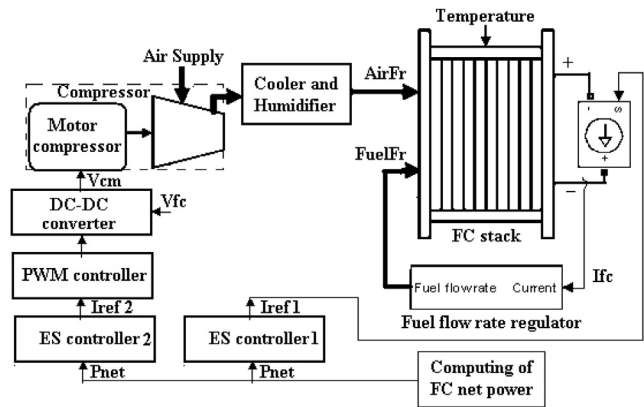 Temperature
Air Supply
Compressor
Cooler and
Humidifier
AirFr
+
-
s
+
Motor
compressor
FuelFr
Vcm
DC-DC
converter
Vfc
−
FC stack
PWM controller
Fuel flowrate Current
Ifc
Iref 2
Iref 1
Fuel flow rate regulator
ES controller 2
ES controller 1
Pnet
Pnet
Computing of
FC net power